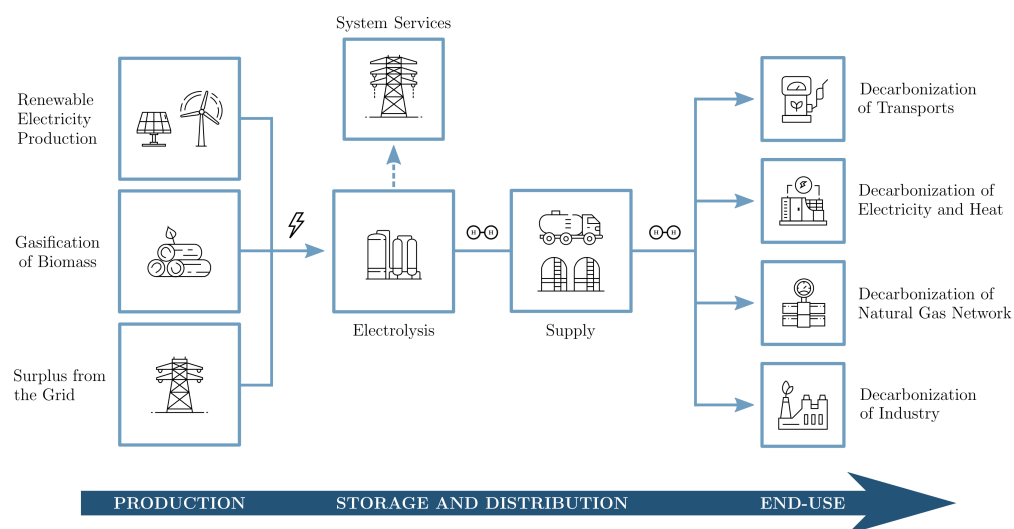 System Services
Renewable
Electricity
Production
Gasification
of Biomass
Surplus from
the Grid
Electrolysis
H H
Supply
H H
Decarbonization
of Transports
Decarbonization of
Electricity and Heat
Decarbonization of
Natural Gas Network
Decarbonization
of Industry
PRODUCTION
STORAGE AND DISTRIBUTION
END-USE